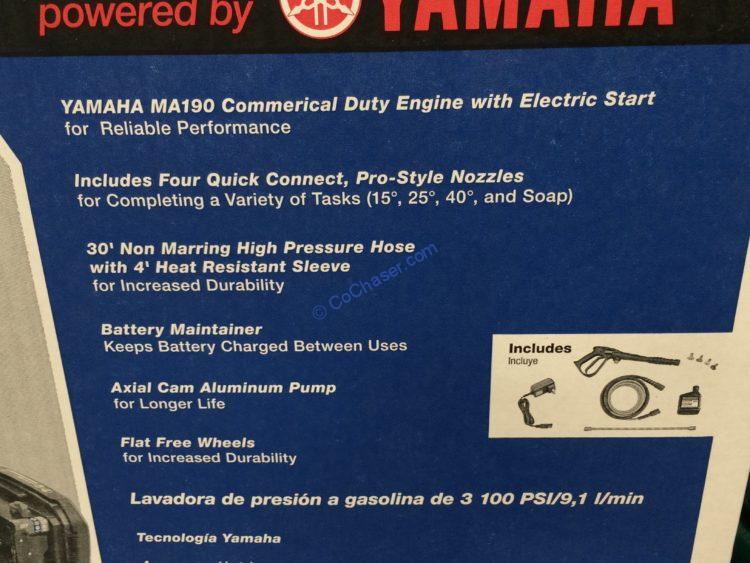 powered by YAMAHA
YAMAHA MA190 Commerical Duty Engine with Electric Start
for Reliable Performance
Includes Four Quick Connect, Pro-Style Nozzles
for Completing a Variety of Tasks (15°, 25°, 40°, and Soap)
30' Non Marring High Pressure Hose
with 4' Heat Resistant Sleeve
for Increased Durability
© CoChaser.com
Battery Maintainer
Keeps Battery Charged Between Uses
Includes
Incluye
Axial Cam Aluminum Pump
for Longer Life
Flat Free Wheels
for Increased Durability
Lavadora de presión a gasolina de 3 100 PSI/9,1 l/min
Tecnología Yamaha